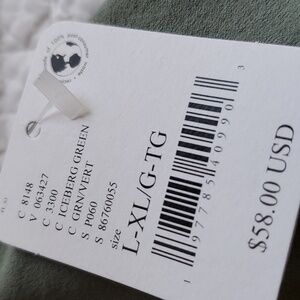 C 8148
V 063427
C 3300
C ICEBERG GREEN
C GRN/VERT
S P060
S 86760055
size
L-XL/G-TG
$58.00 USD